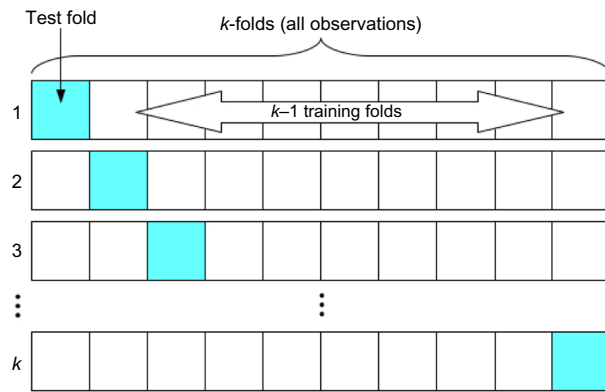 Test fold
k-folds (all observations)
1
k–1 training folds
2
3
k